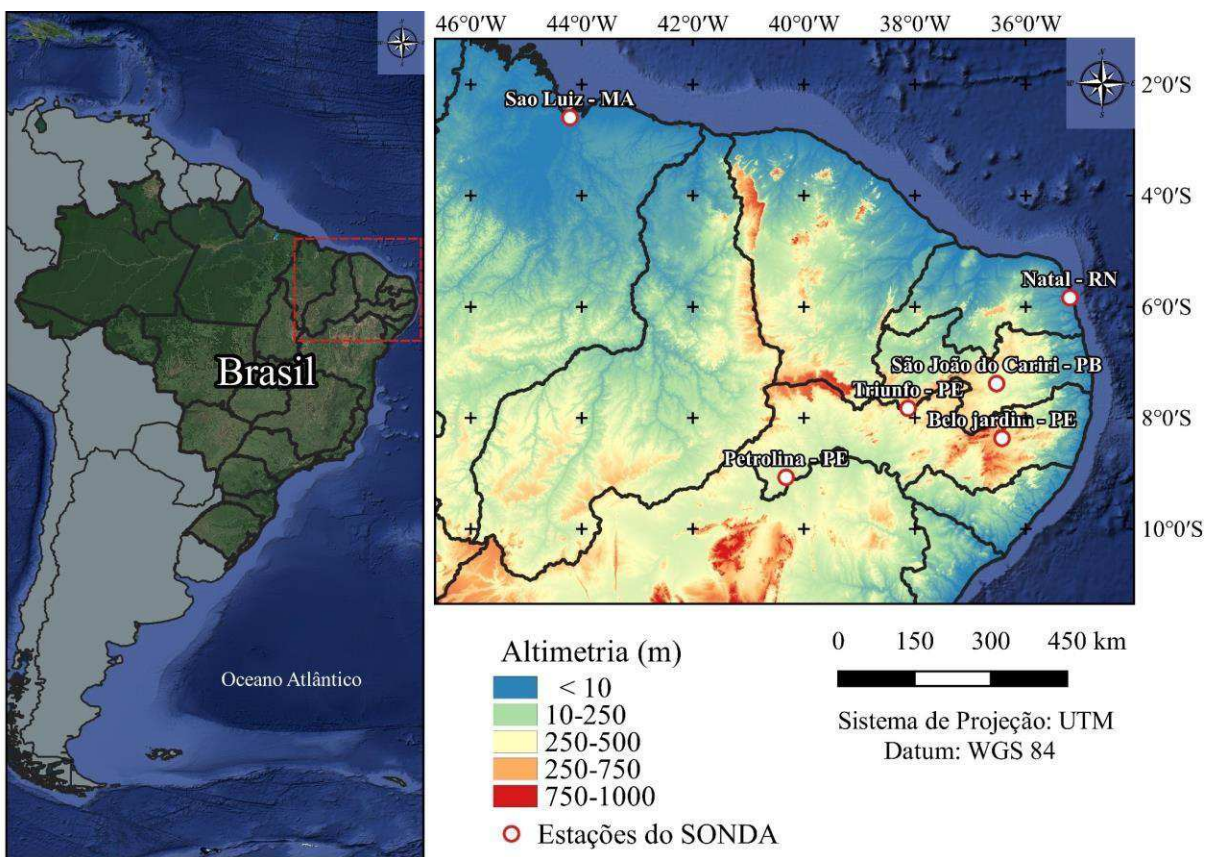 46°0'W 44°0'W 42°0'W 40°0'W 38°0'W 36°0'W
2°0'S
Sao Luiz - MA
4°0'S
Natal - RN
6°0'S
São João do Cariri - PB
Triunfo - PE
8°0'S
Belo jardim - PE
Petrolina - PE
10°0'S
Brasil
Oceano Atlântico
Altimetria (m)
< 10
10-250
250-500
250-750
750-1000
Estações do SONDA
0 150 300 450 km
Sistema de Projeção: UTM
Datum: WGS 84